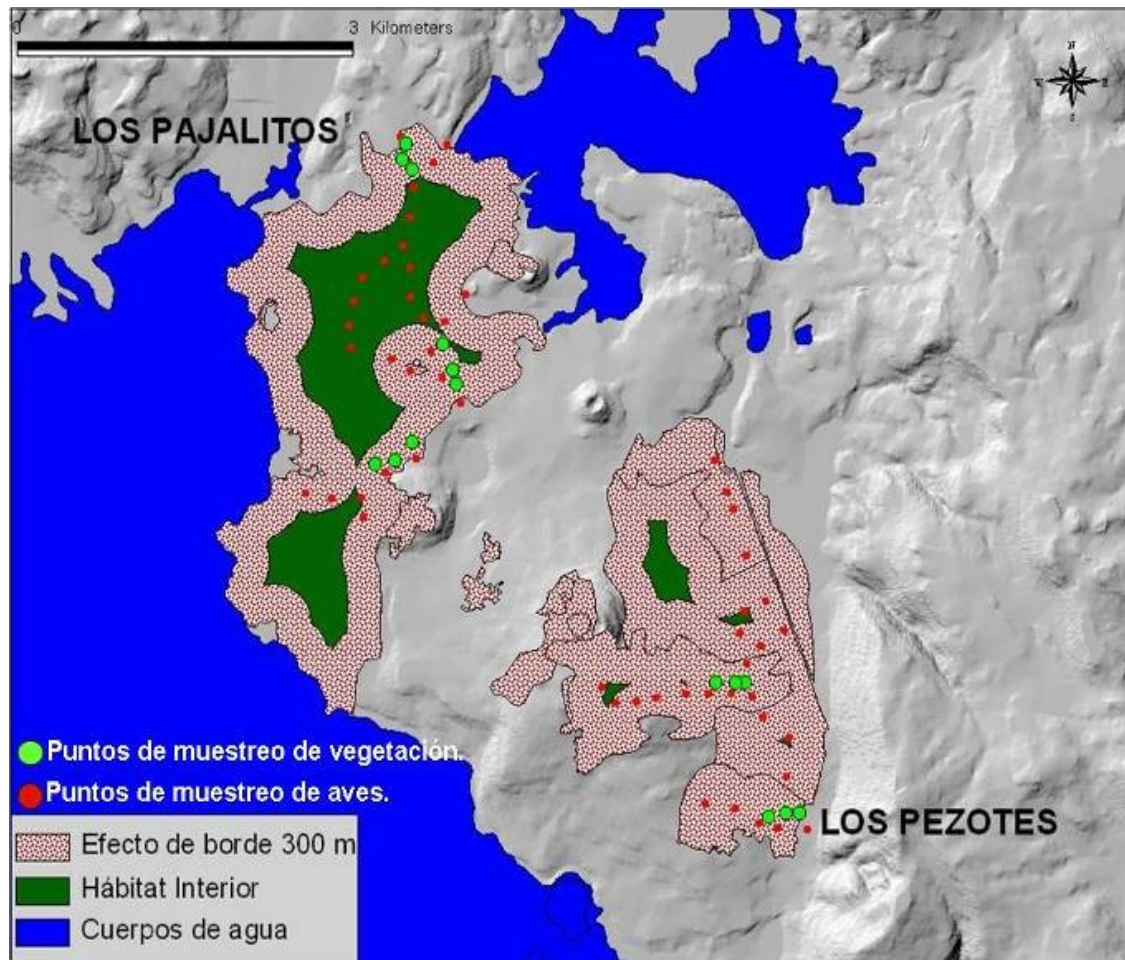 0 3 Kilometers
N
LOS PAJALITOS
Puntos de muestreo de vegetación.
Puntos de muestreo de aves.
LOS PEZOTES
Efecto de borde 300 m
Hábitat Interior
Cuerpos de agua